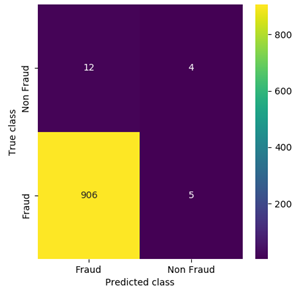 800
12 4
Non Fraud
600
True class
400
906 5
Fraud
200
Fraud Non Fraud
Predicted class